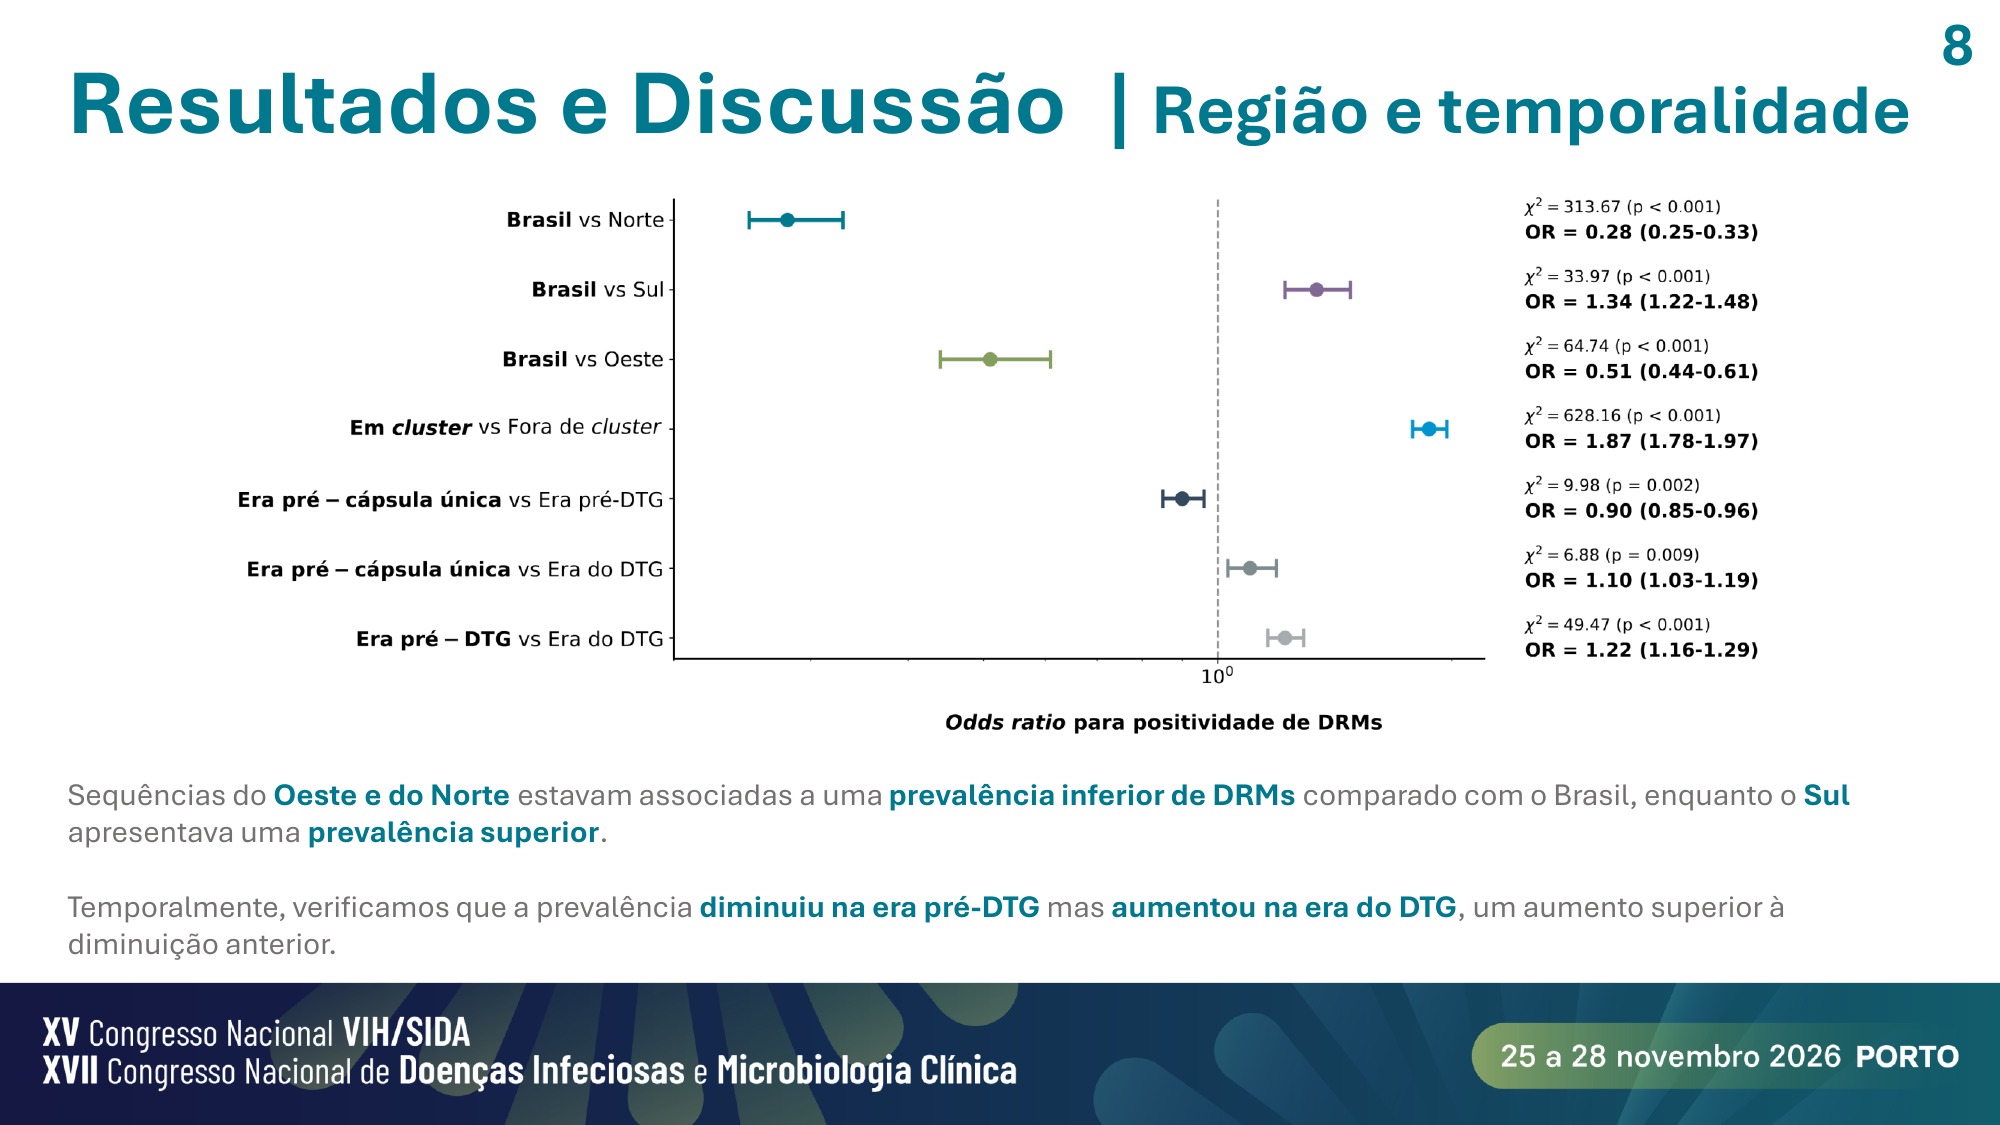 8
Resultados e Discussão | Região e temporalidade
Brasil vs Norte
χ² = 313.67 (p < 0.001)
OR = 0.28 (0.25-0.33)
Brasil vs Sul
χ² = 33.97 (p < 0.001)
OR = 1.34 (1.22-1.48)
Brasil vs Oeste
χ² = 64.74 (p < 0.001)
OR = 0.51 (0.44-0.61)
Em cluster vs Fora de cluster
χ² = 628.16 (p < 0.001)
OR = 1.87 (1.78-1.97)
Era pré – cápsula única vs Era pré-DTG
χ² = 9.98 (p = 0.002)
OR = 0.90 (0.85-0.96)
Era pré – cápsula única vs Era do DTG
χ² = 6.88 (p = 0.009)
OR = 1.10 (1.03-1.19)
Era pré – DTG vs Era do DTG
χ² = 49.47 (p < 0.001)
OR = 1.22 (1.16-1.29)
10⁰
Odds ratio para positividade de DRMs
Sequências do Oeste e do Norte estavam associadas a uma prevalência inferior de DRMs comparado com o Brasil, enquanto o Sul
apresentava uma prevalência superior.
Temporalmente, verificamos que a prevalência diminuiu na era pré-DTG mas aumentou na era do DTG, um aumento superior à
diminuição anterior.
XV Congresso Nacional VIH/SIDA
XVII Congresso Nacional de Doenças Infeciosas e Microbiologia Clínica
25 a 28 novembro 2026 PORTO